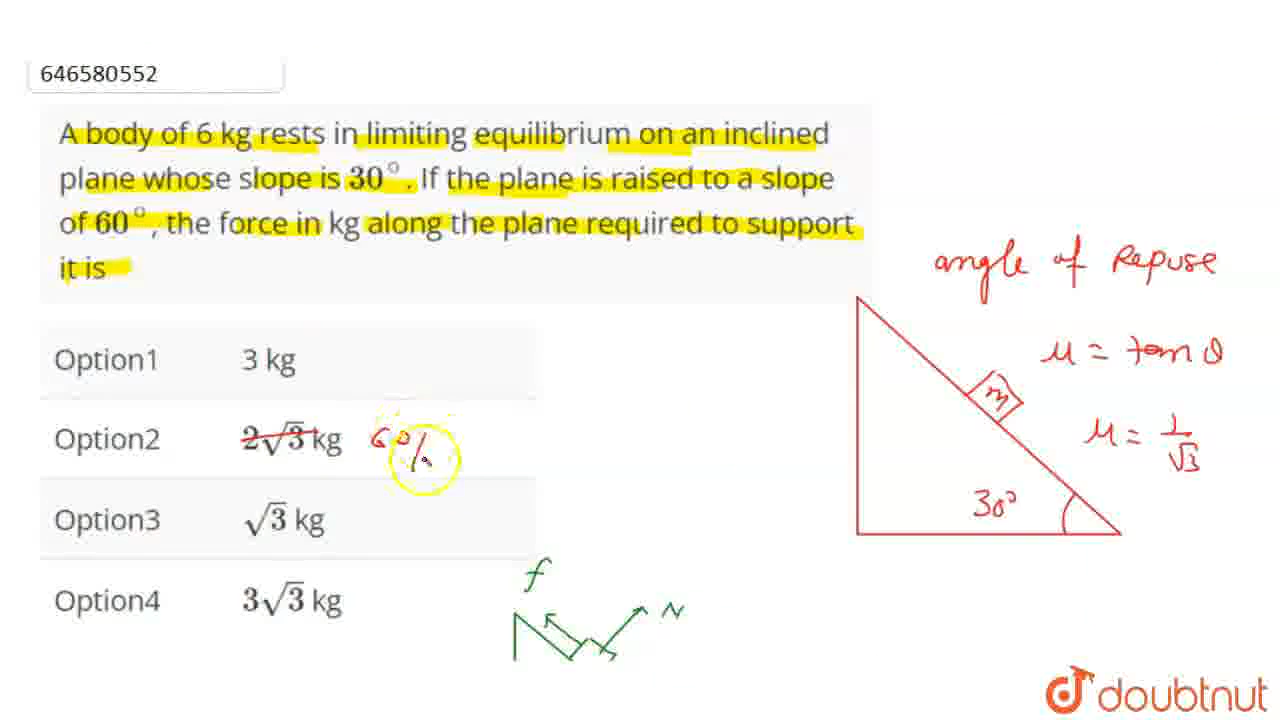 646580552
A body of 6 kg rests in limiting equilibrium on an inclined
plane whose slope is 30°. If the plane is raised to a slope
of 60°, the force in kg along the plane required to support
it is
angle of Repuse
Option1 3 kg
μ = tan θ
Option2 2√3 kg
μ = 1/√3
30°
Option3 √3 kg
f
Option4 3√3 kg
m
N
doubtnut